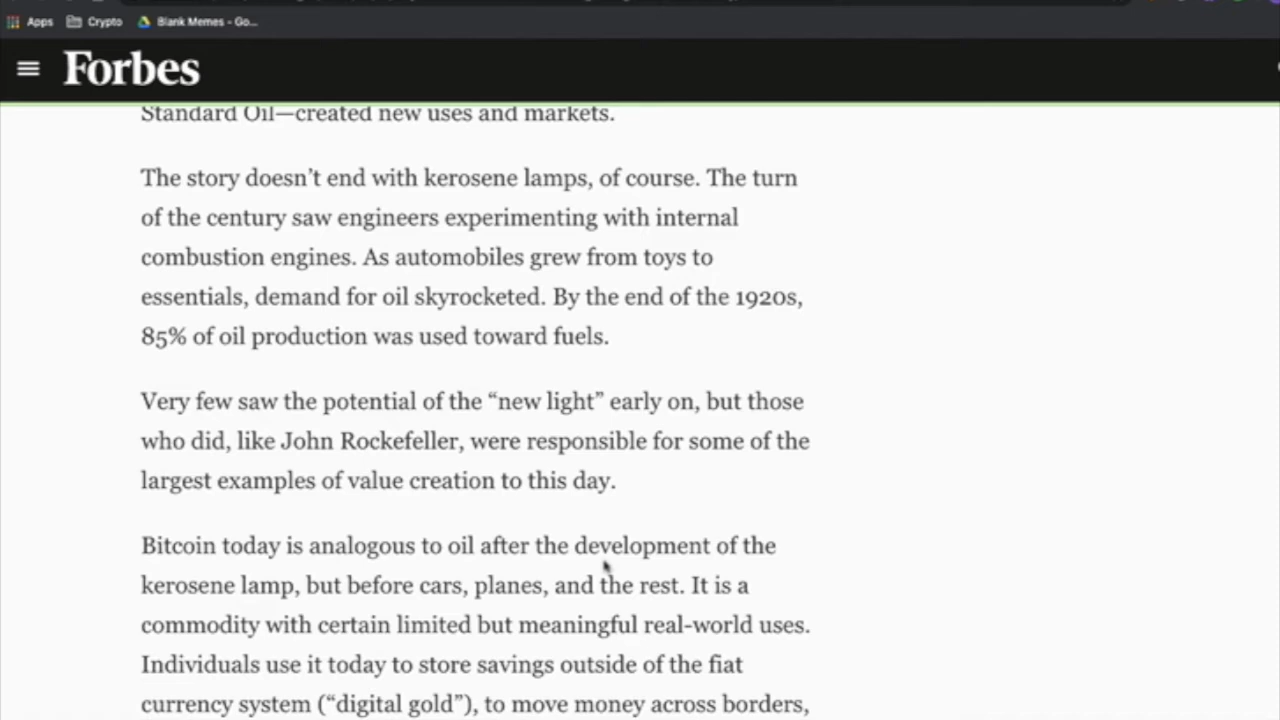 Apps Crypto Blank Memes - Go...
Forbes
Standard Oil—created new uses and markets.
The story doesn’t end with kerosene lamps, of course. The turn
of the century saw engineers experimenting with internal
combustion engines. As automobiles grew from toys to
essentials, demand for oil skyrocketed. By the end of the 1920s,
85% of oil production was used toward fuels.
Very few saw the potential of the “new light” early on, but those
who did, like John Rockefeller, were responsible for some of the
largest examples of value creation to this day.
Bitcoin today is analogous to oil after the development of the
kerosene lamp, but before cars, planes, and the rest. It is a
commodity with certain limited but meaningful real-world uses.
Individuals use it today to store savings outside of the fiat
currency system (“digital gold”), to move money across borders,